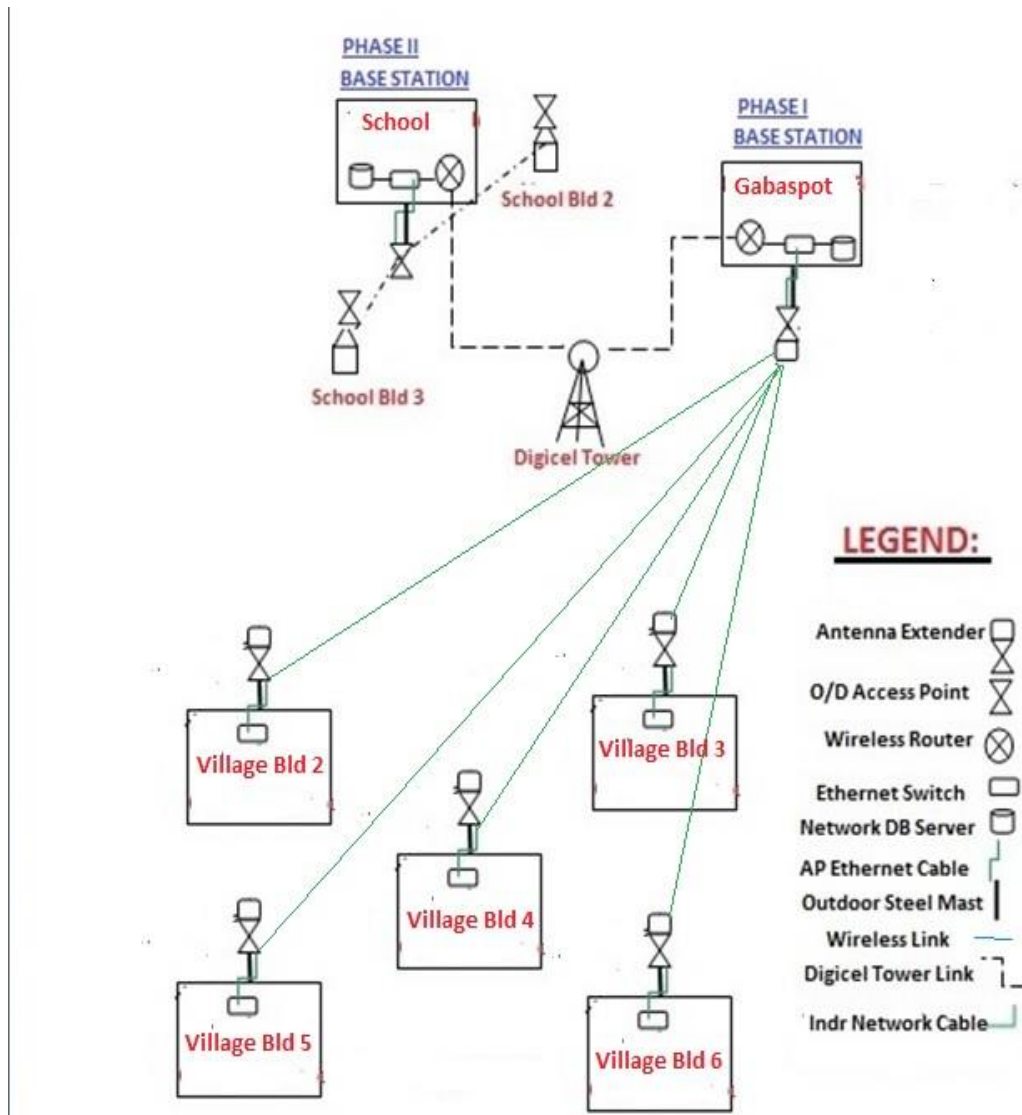 PHASE II
BASE STATION
School
School Bld 2
School Bld 3
PHASE I
BASE STATION
Gabaspot
Digicel Tower
Village Bld 2
Village Bld 3
Village Bld 4
Village Bld 5
Village Bld 6
LEGEND:
Antenna Extender
O/D Access Point
Wireless Router
Ethernet Switch
Network DB Server
AP Ethernet Cable
Outdoor Steel Mast
Wireless Link
Digicel Tower Link
Indr Network Cable